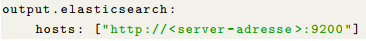 output.elasticsearch:
    hosts: ["http://<server-adresse>:9200"]